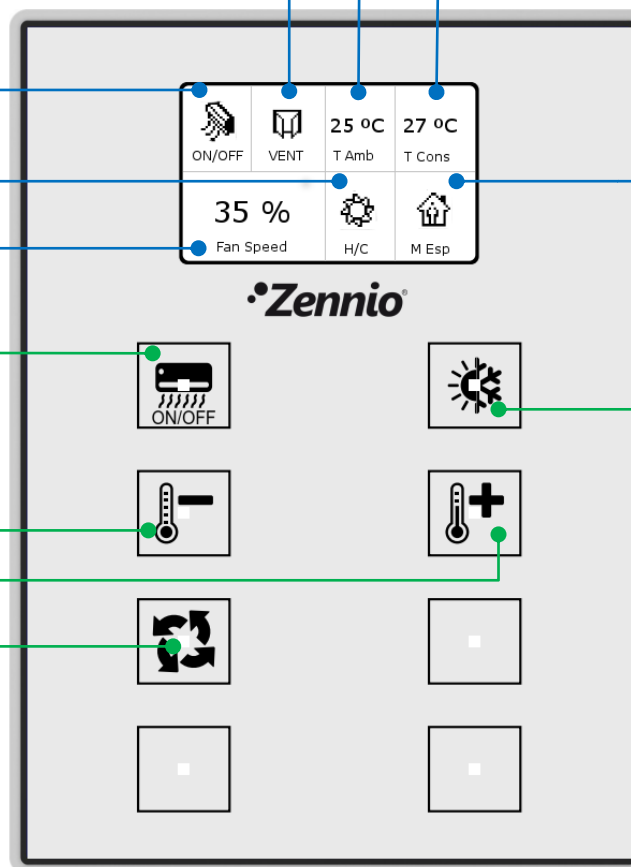 ON/OFF VENT T Amb T Cons
25 ºC 27 ºC
35 %
Fan Speed H/C M Esp
Zennio®
ON/OFF